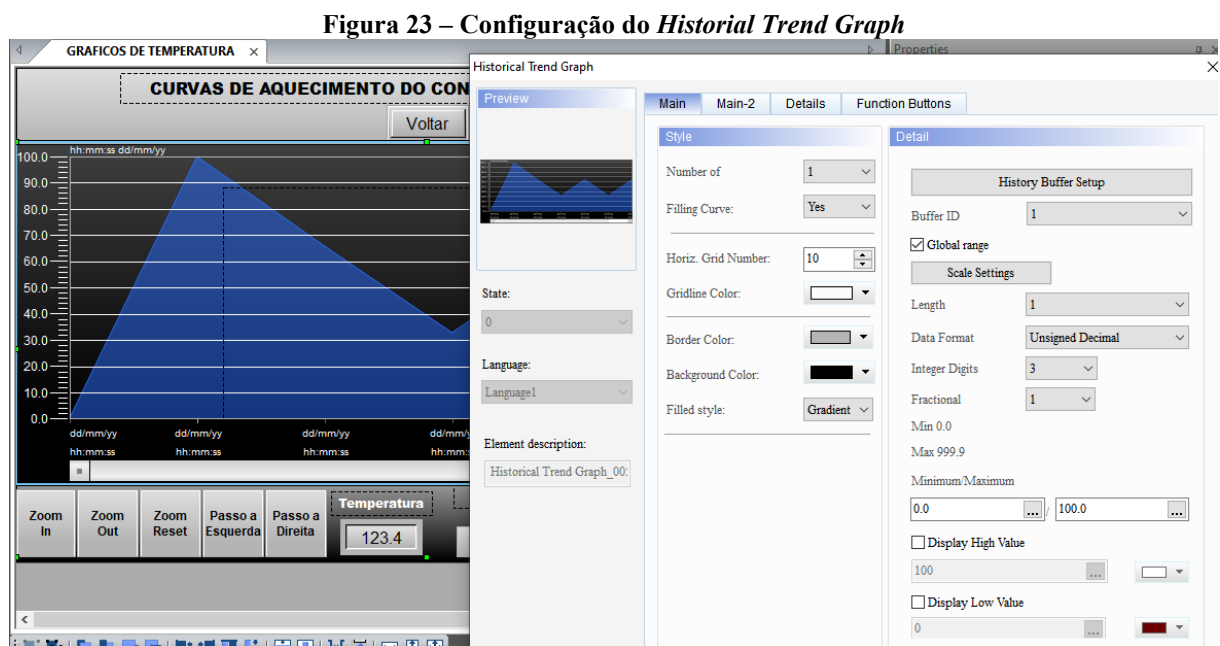 Figura 23 – Configuração do Historial Trend Graph
GRAFICOS DE TEMPERATURA ×
Properties
CURVAS DE AQUECIMENTO DO CON
Voltar
hh:mm:ss dd/mm/yy
100.0
90.0
80.0
70.0
60.0
50.0
40.0
30.0
20.0
10.0
0.0
dd/mm/yy dd/mm/yy dd/mm/yy dd/mm/y
hh:mm:ss hh:mm:ss hh:mm:ss hh:mm:
Zoom In
Zoom Out
Zoom Reset
Passo a Esquerda
Passo a Direita
Temperatura
123.4
Historical Trend Graph
Preview
State:
0
Language:
Language1
Element description:
Historical Trend Graph_00:
Main Main-2 Details Function Buttons
Style
Number of 1
Filling Curve: Yes
Horiz. Grid Number: 10
Gridline Color:
Border Color:
Background Color:
Filled style: Gradient
Detail
History Buffer Setup
Buffer ID 1
Global range
Scale Settings
Length 1
Data Format Unsigned Decimal
Integer Digits 3
Fractional 1
Min 0.0
Max 999.9
Minimum/Maximum
0.0 ... / 100.0 ...
Display High Value
100 ...
Display Low Value
0 ...